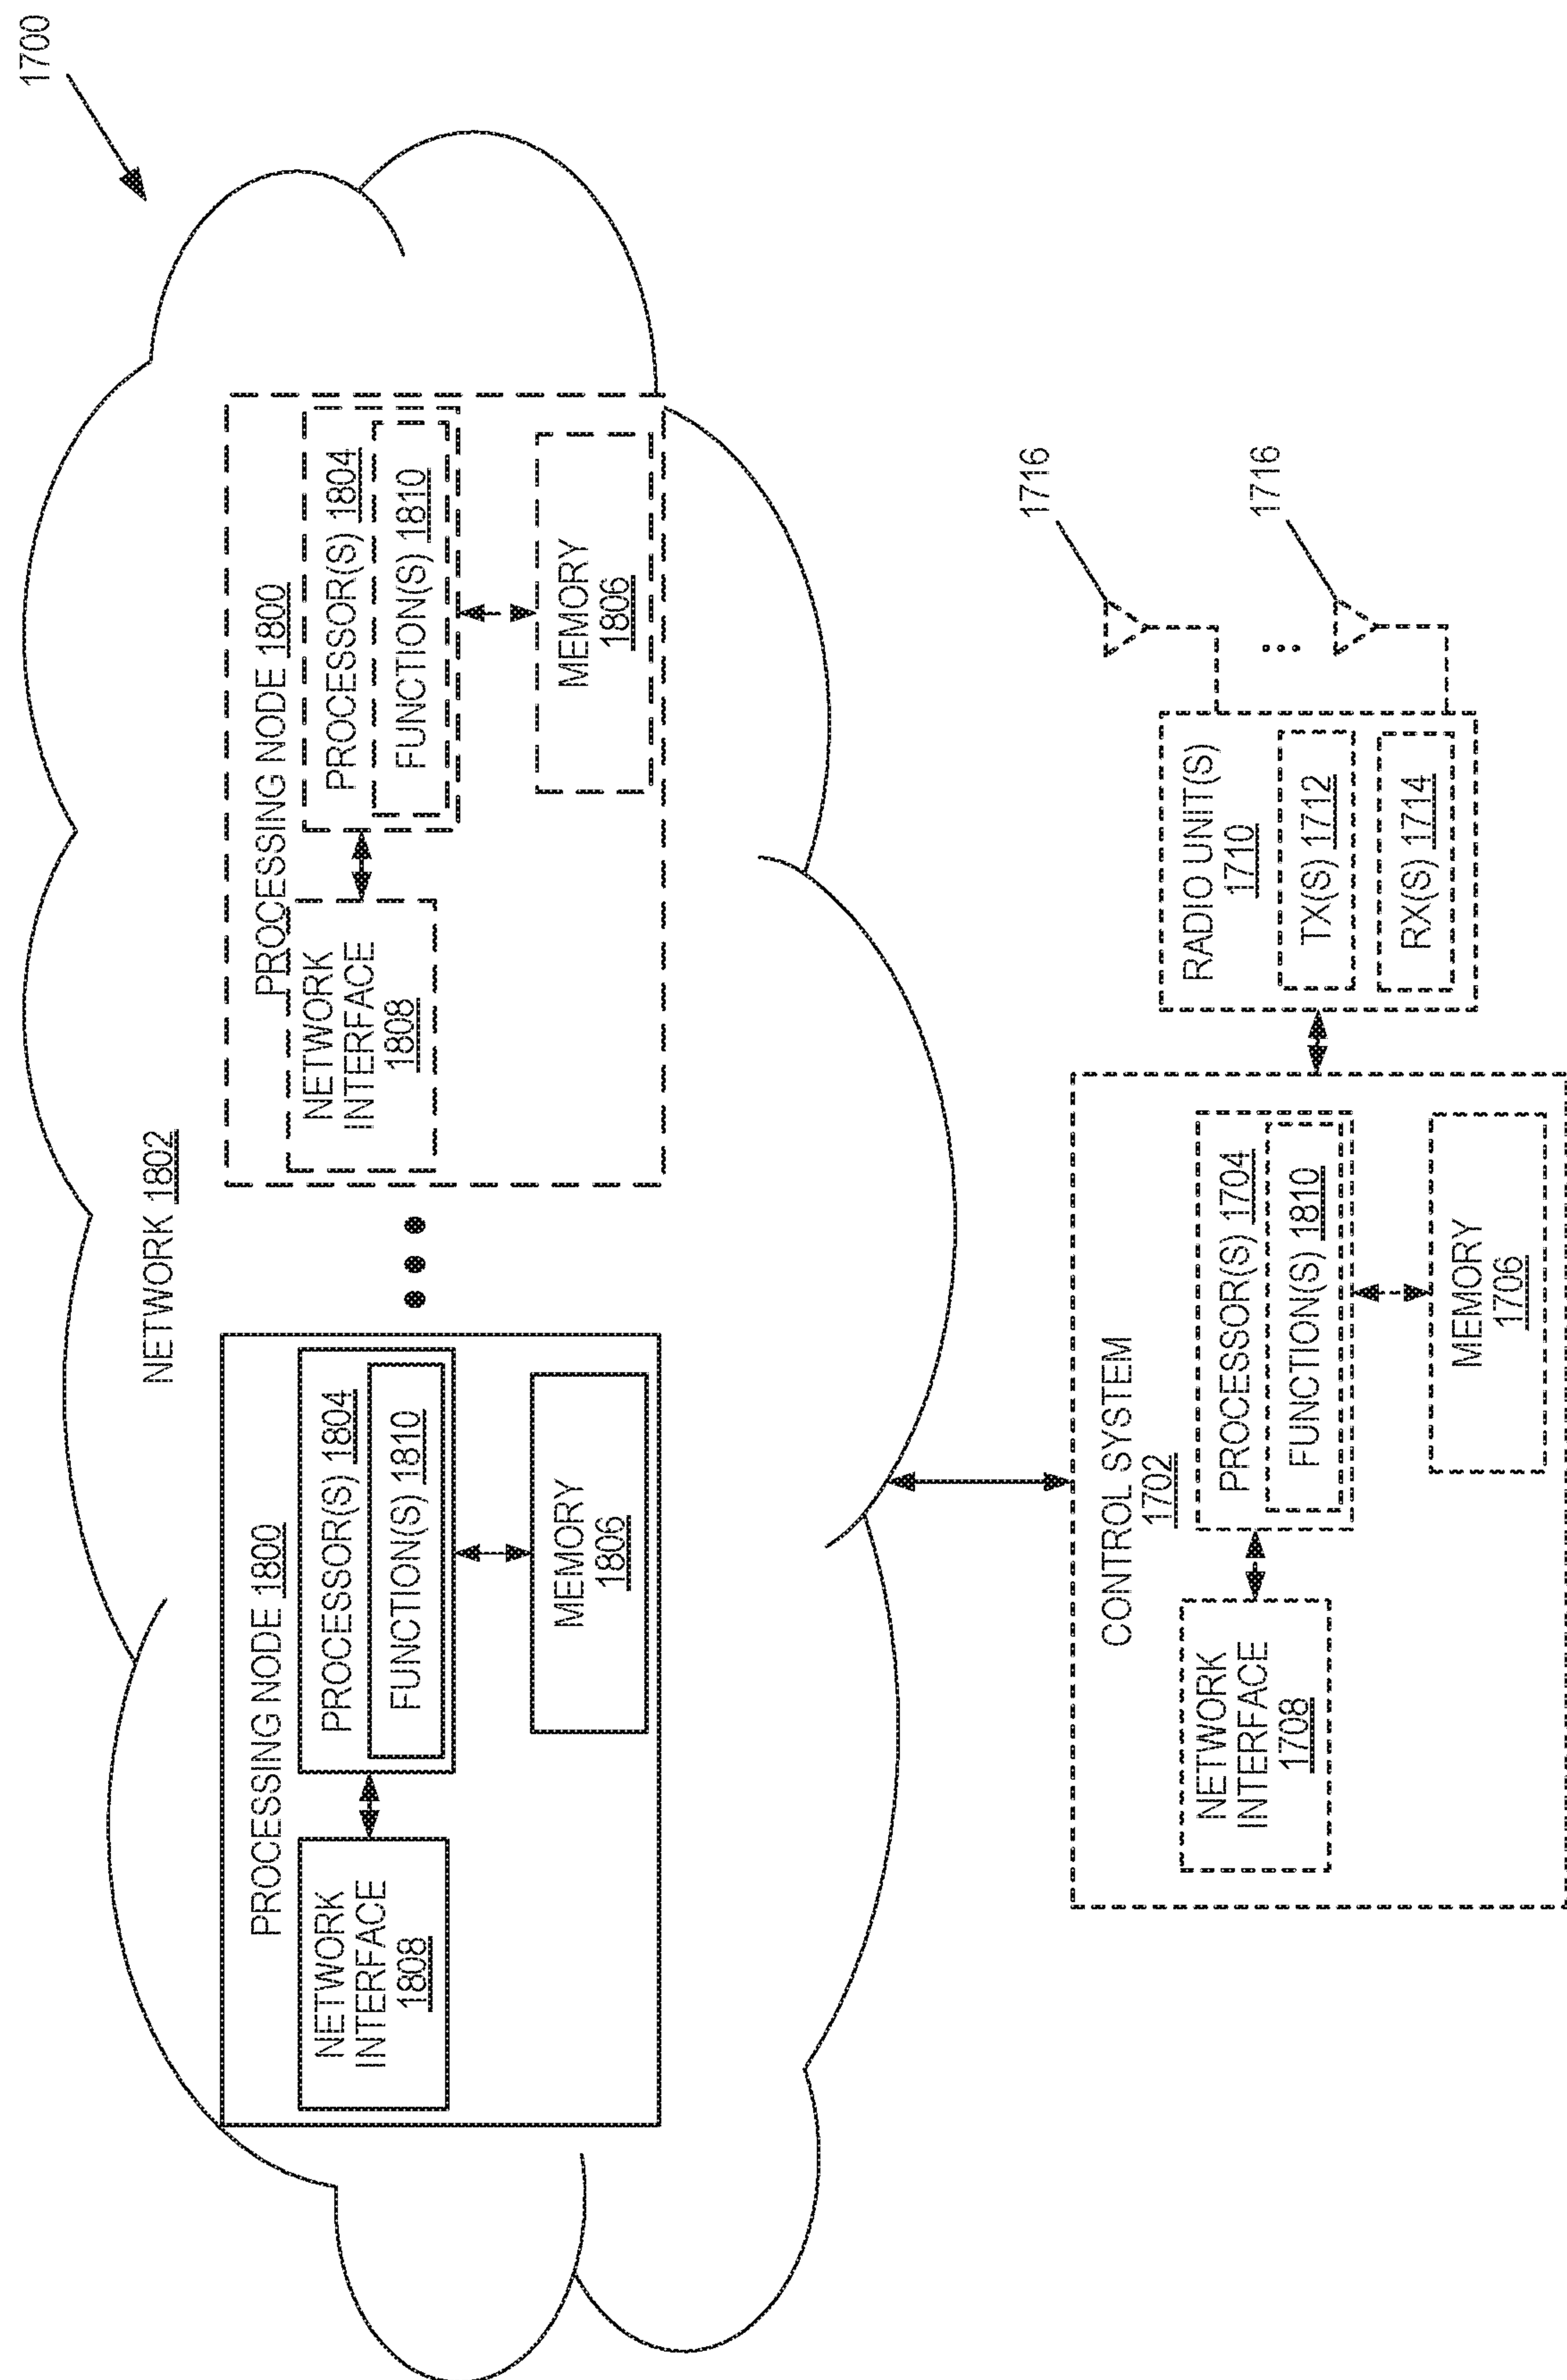 1700
NETWORK 1802
PROCESSING NODE 1800
NETWORK
INTERFACE
1808
PROCESSOR(S) 1804
FUNCTION(S) 1810
MEMORY
1806
PROCESSING NODE 1800
NETWORK
INTERFACE
1808
PROCESSOR(S) 1804
FUNCTION(S) 1810
MEMORY
1806
CONTROL SYSTEM
1702
NETWORK
INTERFACE
1708
PROCESSOR(S) 1704
FUNCTION(S) 1810
MEMORY
1706
RADIO UNIT(S)
1710
TX(S) 1712
RX(S) 1714
1716
1716